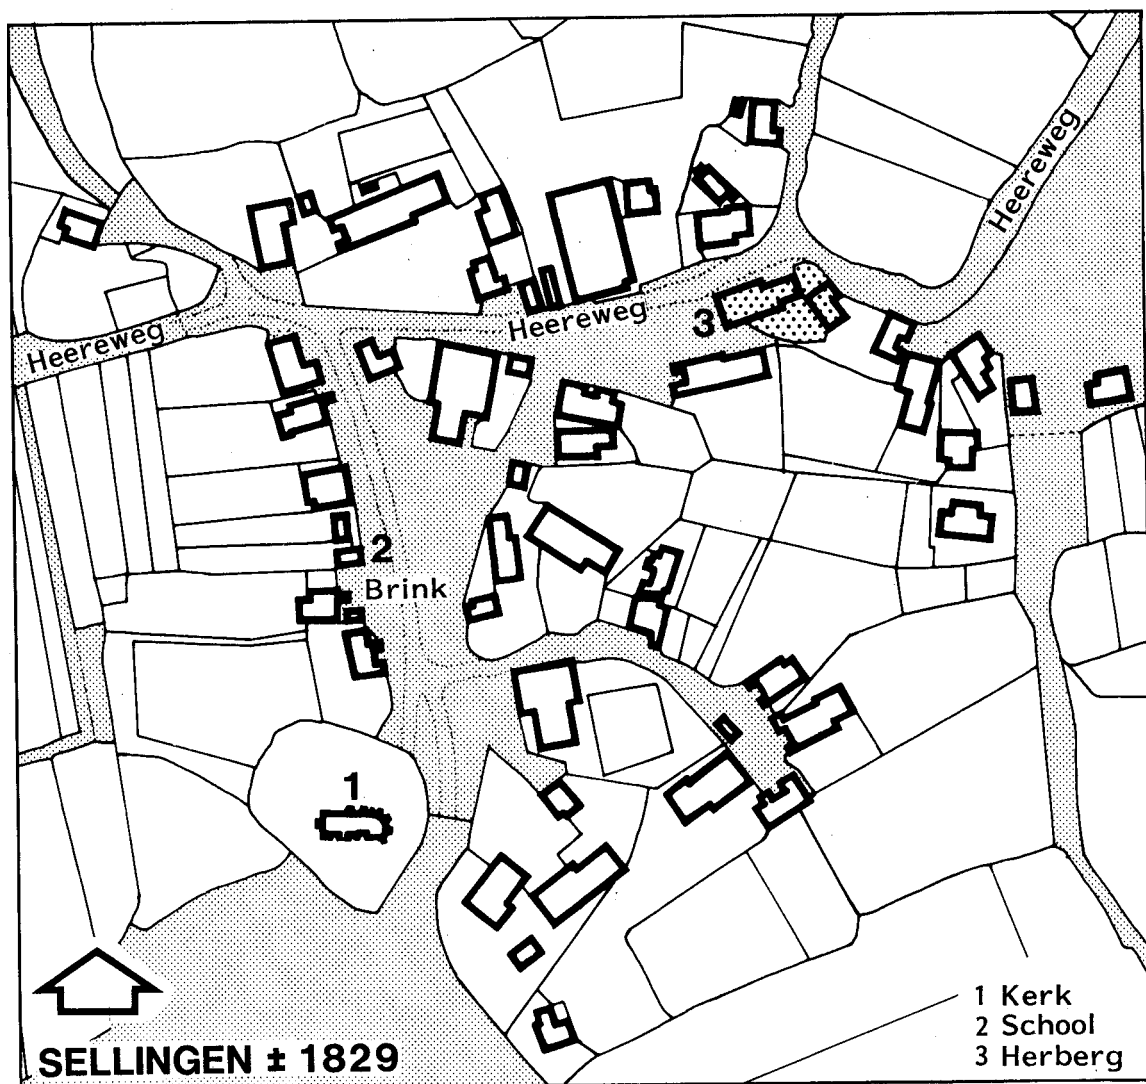 Heereweg
Heereweg
3
Heereweg
2
Brink
1
1 Kerk
2 School
3 Herberg
SELLINGEN ± 1829